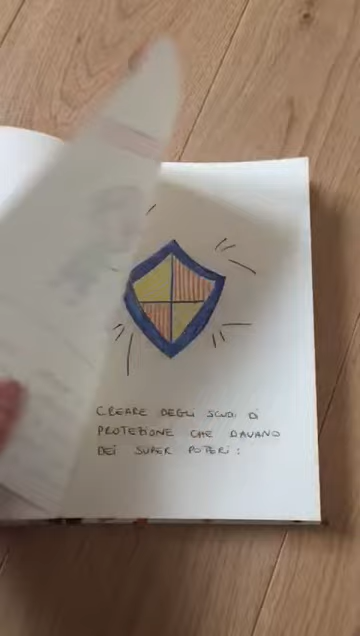 CREARE DEGLI SCUDI DI
PROTEZIONE CHE DAVANO
DEI SUPER POTERI: